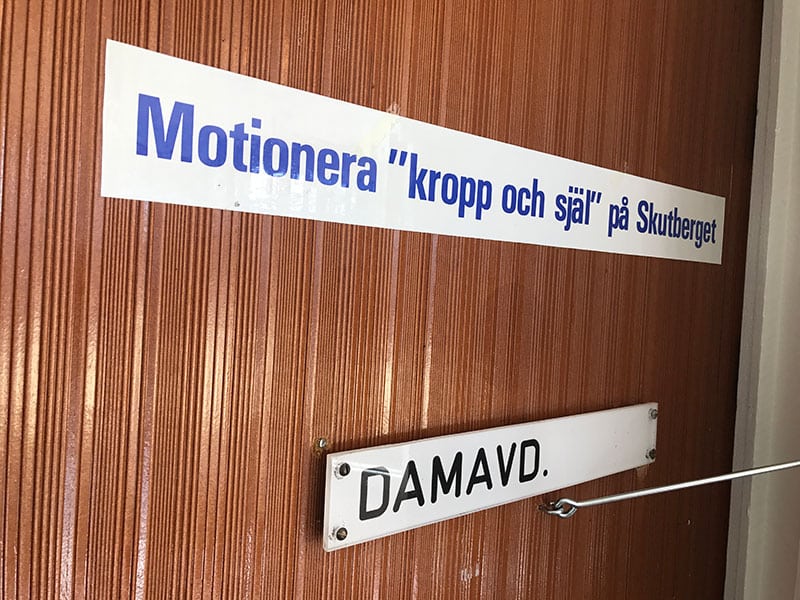 Motionera "kropp och själ" på Skutberget
DAMAVD.